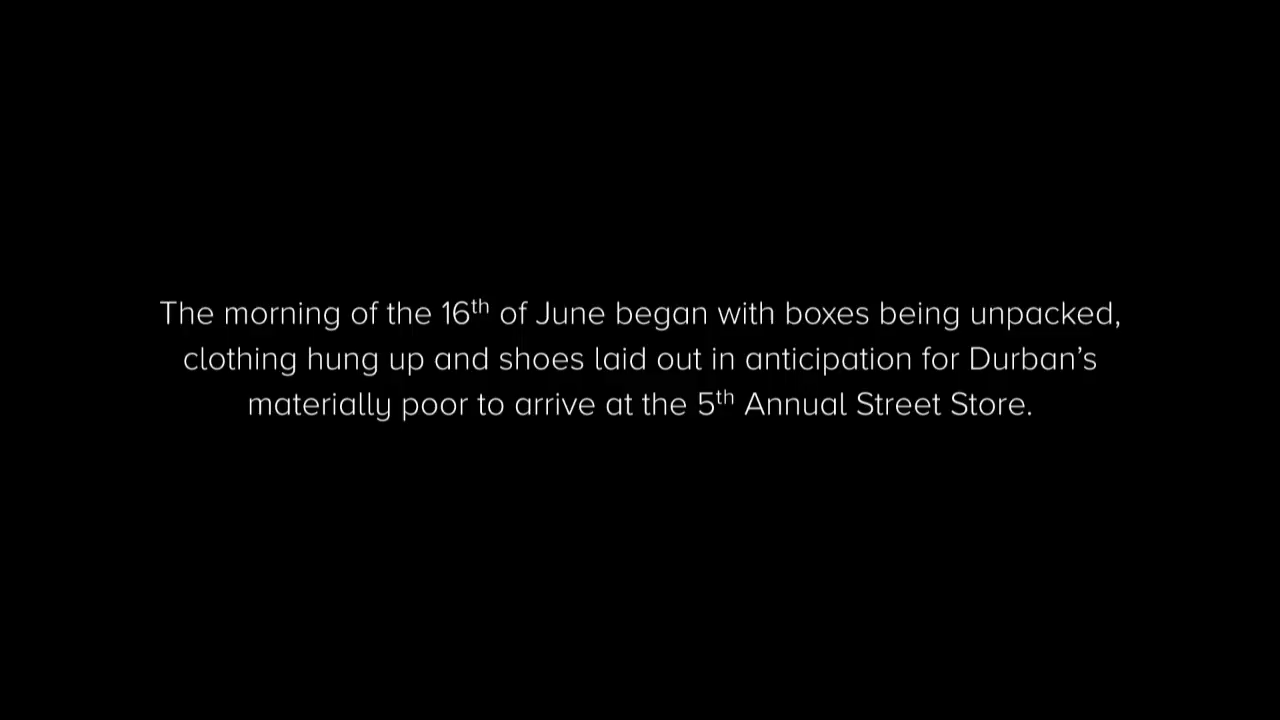 The morning of the 16th of June began with boxes being unpacked,
clothing hung up and shoes laid out in anticipation for Durban’s
materially poor to arrive at the 5th Annual Street Store.